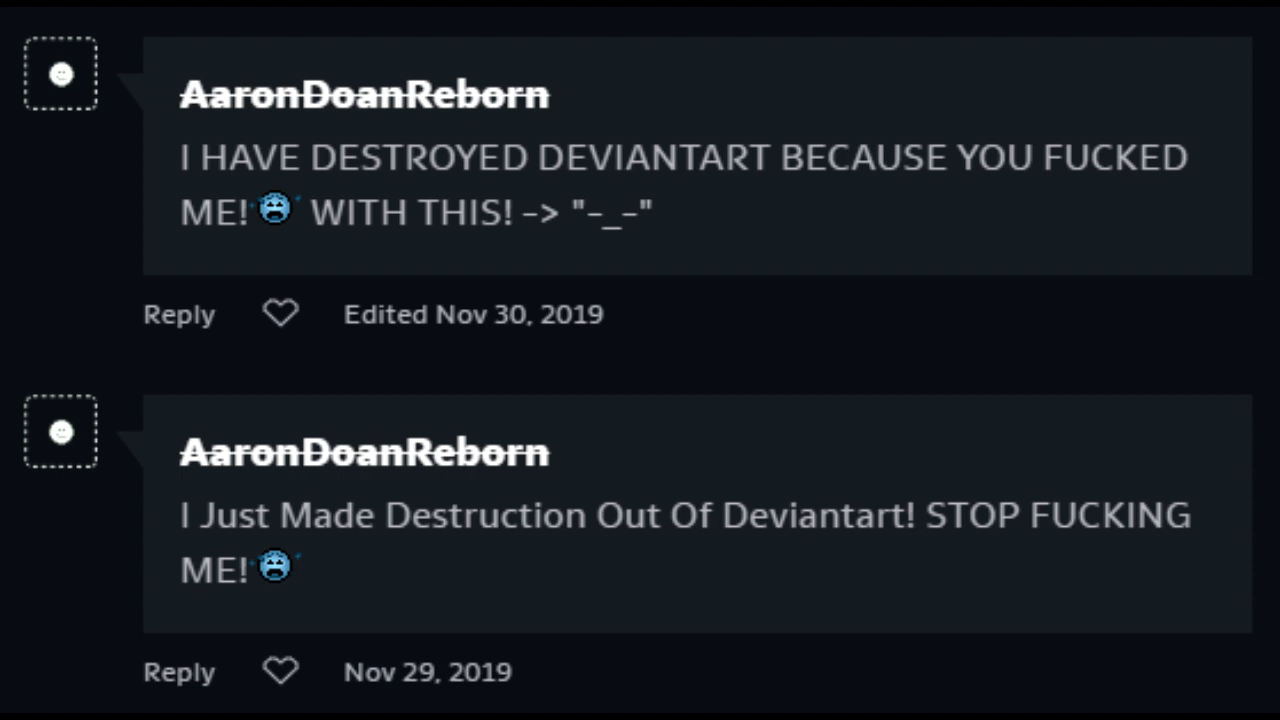 AaronDoanReborn
I HAVE DESTROYED DEVIANTART BECAUSE YOU FUCKED
ME! WITH THIS! -> "-_-"
Reply Edited Nov 30, 2019
AaronDoanReborn
I Just Made Destruction Out Of Deviantart! STOP FUCKING
ME!
Reply Nov 29, 2019